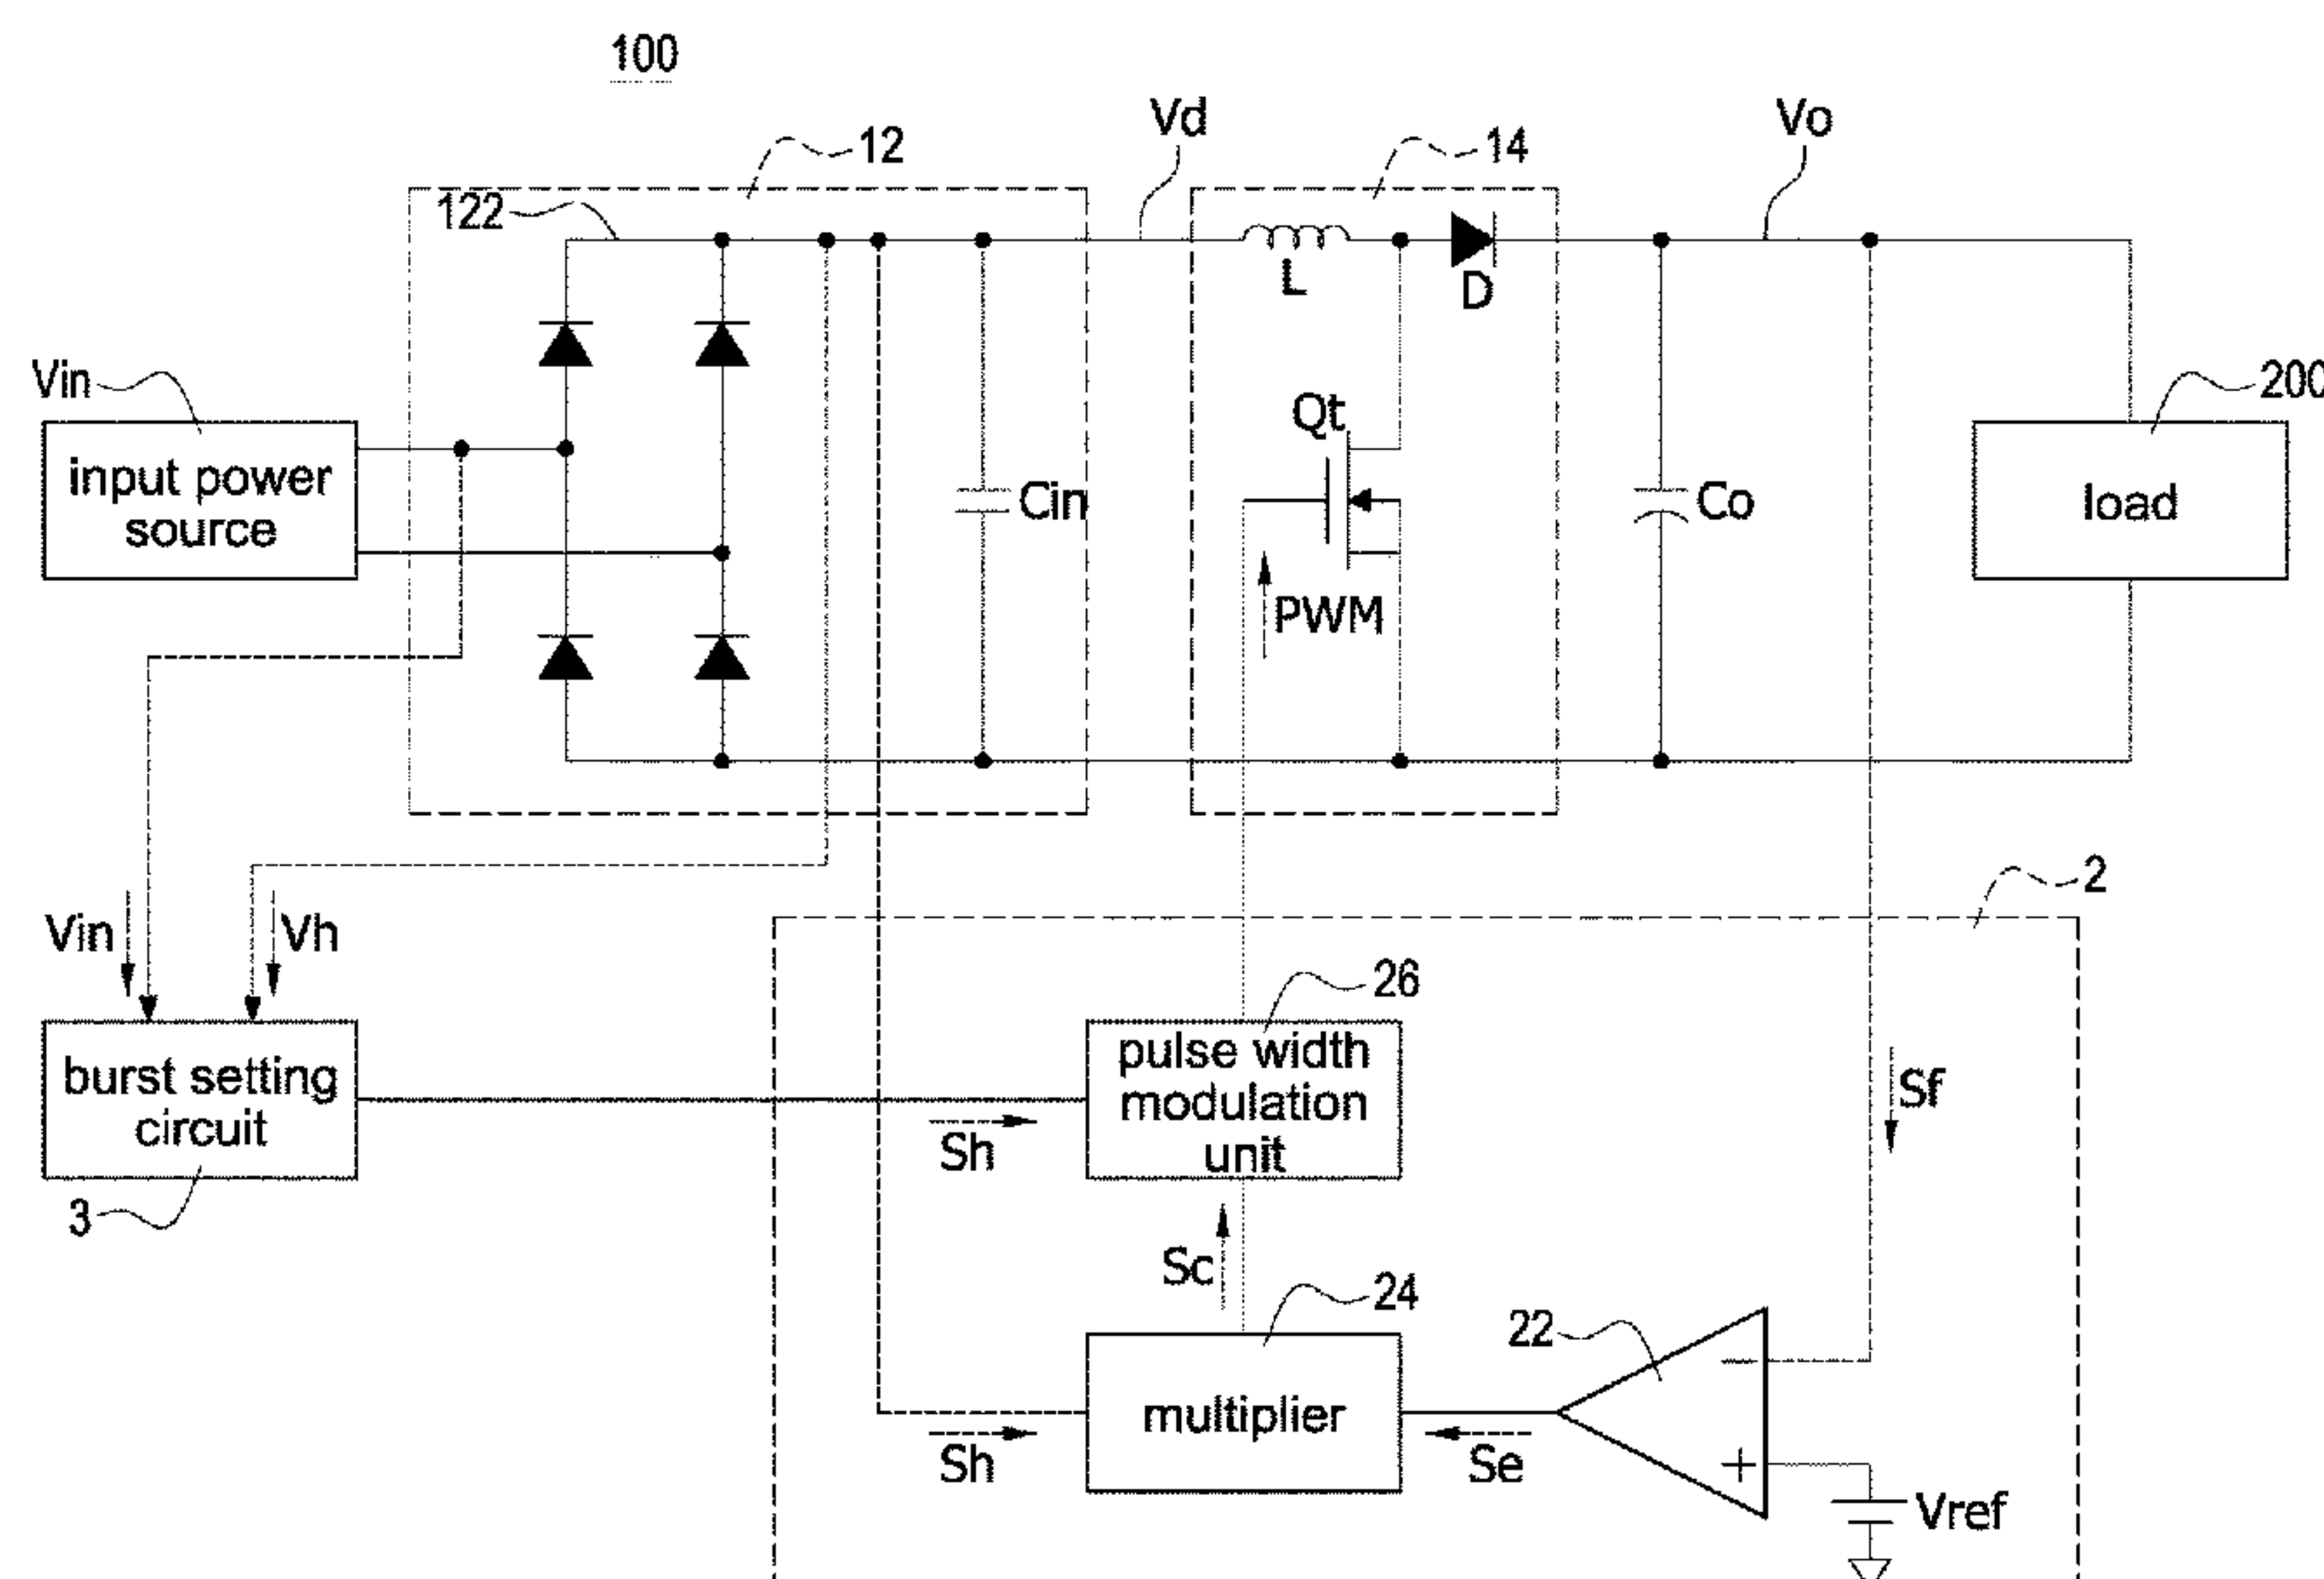 100
Vd
Vo
12
14
122
L
D
Vin
200
Qt
input power
source
Cin
Co
load
PWM
2
Vin
Vh
26
burst setting
circuit
pulse width
modulation
unit
Sf
Sh
3
Sc
24
22
multiplier
−
Sh
Se
+
Vref